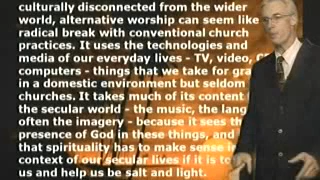 culturally disconnected from the wider
world, alternative worship can seem like
radical break with conventional church
practices. It uses the technologies and
media of our everyday lives - TV, video, C
computers - things that we take for gra
in a domestic environment but seldom
churches. It takes much of its content
the secular world - the music, the lang
often the imagery - because it sees the
presence of God in these things, and
that spirituality has to make sense in
context of our secular lives if it is to
us and help us be salt and light.